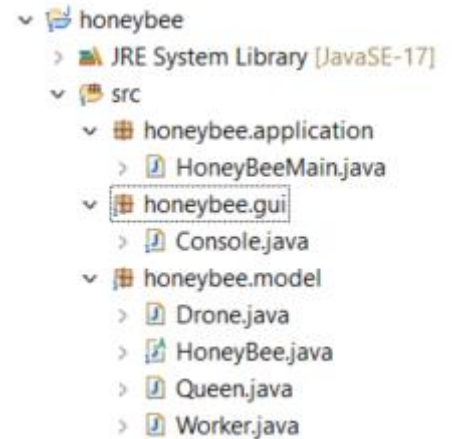 honeybee
JRE System Library [JavaSE-17]
src
honeybee.application
HoneyBeeMain.java
honeybee.gui
Console.java
honeybee.model
Drone.java
HoneyBee.java
Queen.java
Worker.java